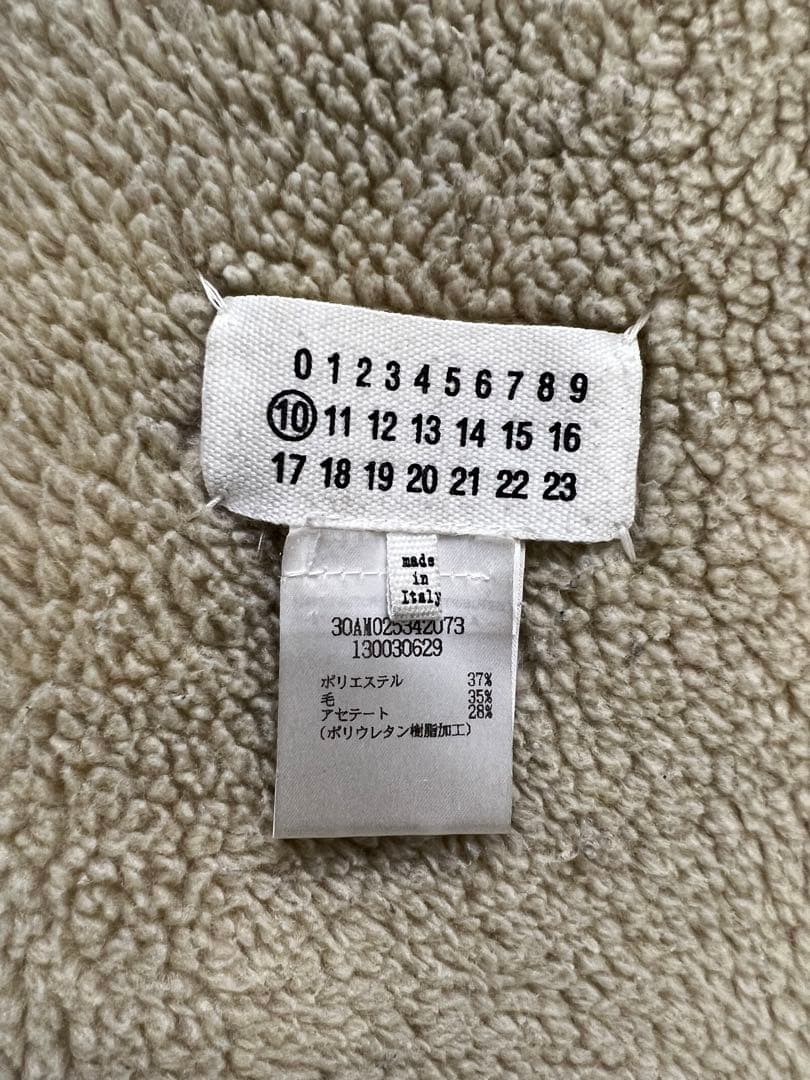 0 1 2 3 4 5 6 7 8 9
10 11 12 13 14 15 16
17 18 19 20 21 22 23
made
in
Italy
30AM025342073
130030629
ポリエステル 37%
毛 35%
アセテート 28%
(ポリウレタン樹脂加工)